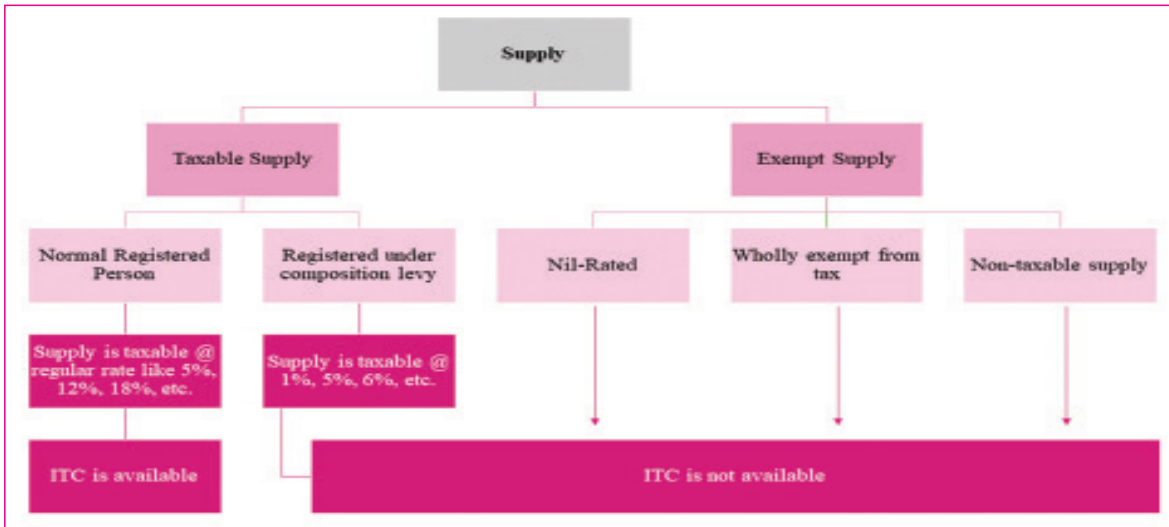 Supply
Taxable Supply
Exempt Supply
Normal Registered
Person
Registered under
composition levy
Nil-Rated
Wholly exempt from
tax
Non-taxable supply
Supply is taxable @
regular rate like 5%,
12%, 18%, etc.
Supply is taxable @
1%, 5%, 6%, etc.
ITC is available
ITC is not available